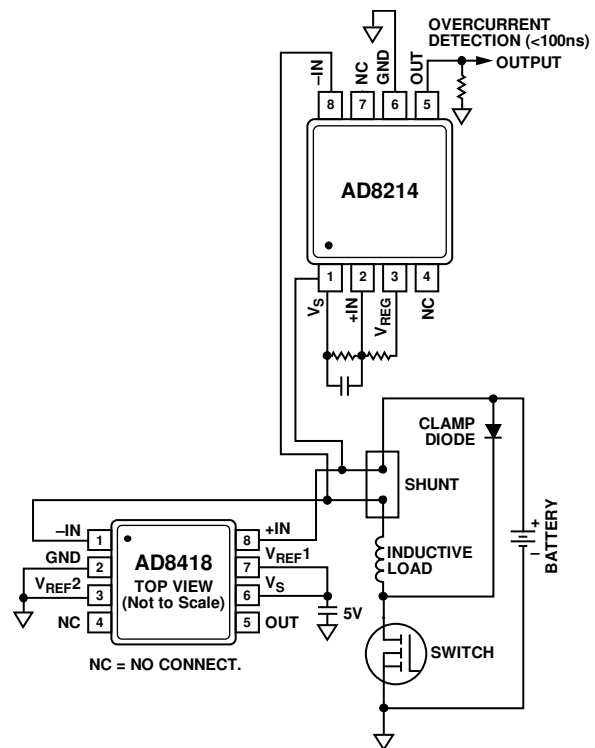 OVERCURRENT
DETECTION (<100ns)
OUTPUT
–IN
NC
GND
OUT
8
7
6
5
AD8214
1
2
3
4
VS
+IN
VREG
NC
CLAMP
DIODE
SHUNT
BATTERY
+
–
INDUCTIVE
LOAD
SWITCH
–IN
GND
VREF2
NC
1
2
3
4
AD8418
TOP VIEW
(Not to Scale)
8
7
6
5
+IN
VREF1
VS
OUT
5V
NC = NO CONNECT.